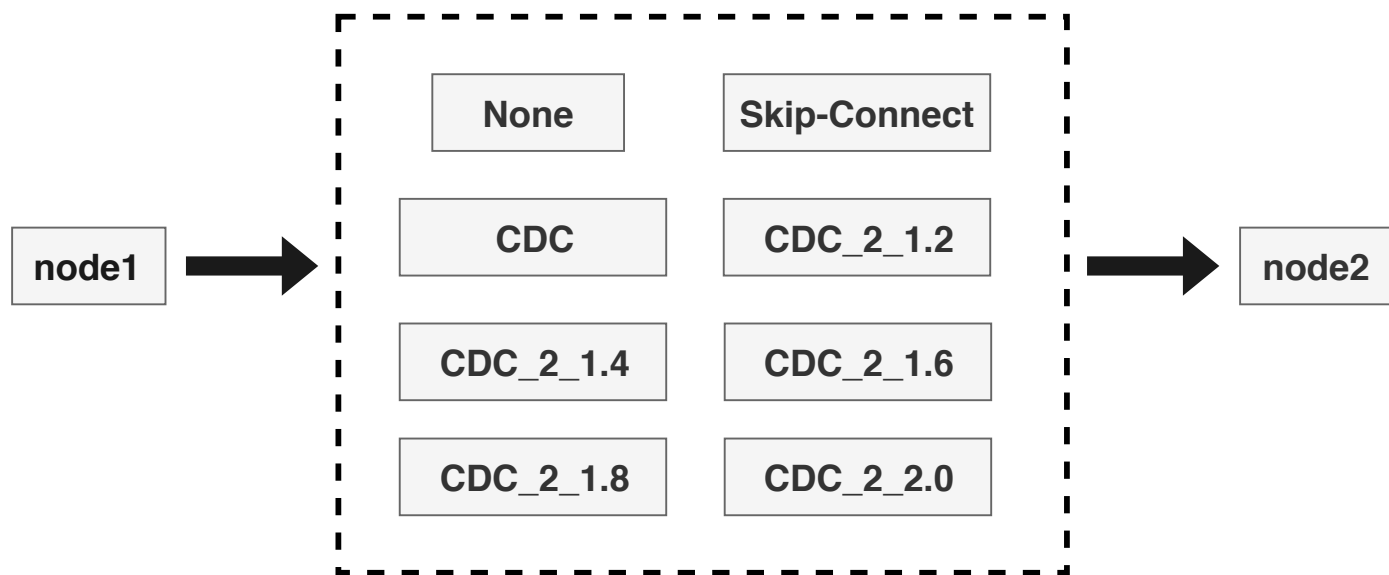 None
Skip-Connect
CDC
CDC_2_1.2
node1
node2
CDC_2_1.4
CDC_2_1.6
CDC_2_1.8
CDC_2_2.0